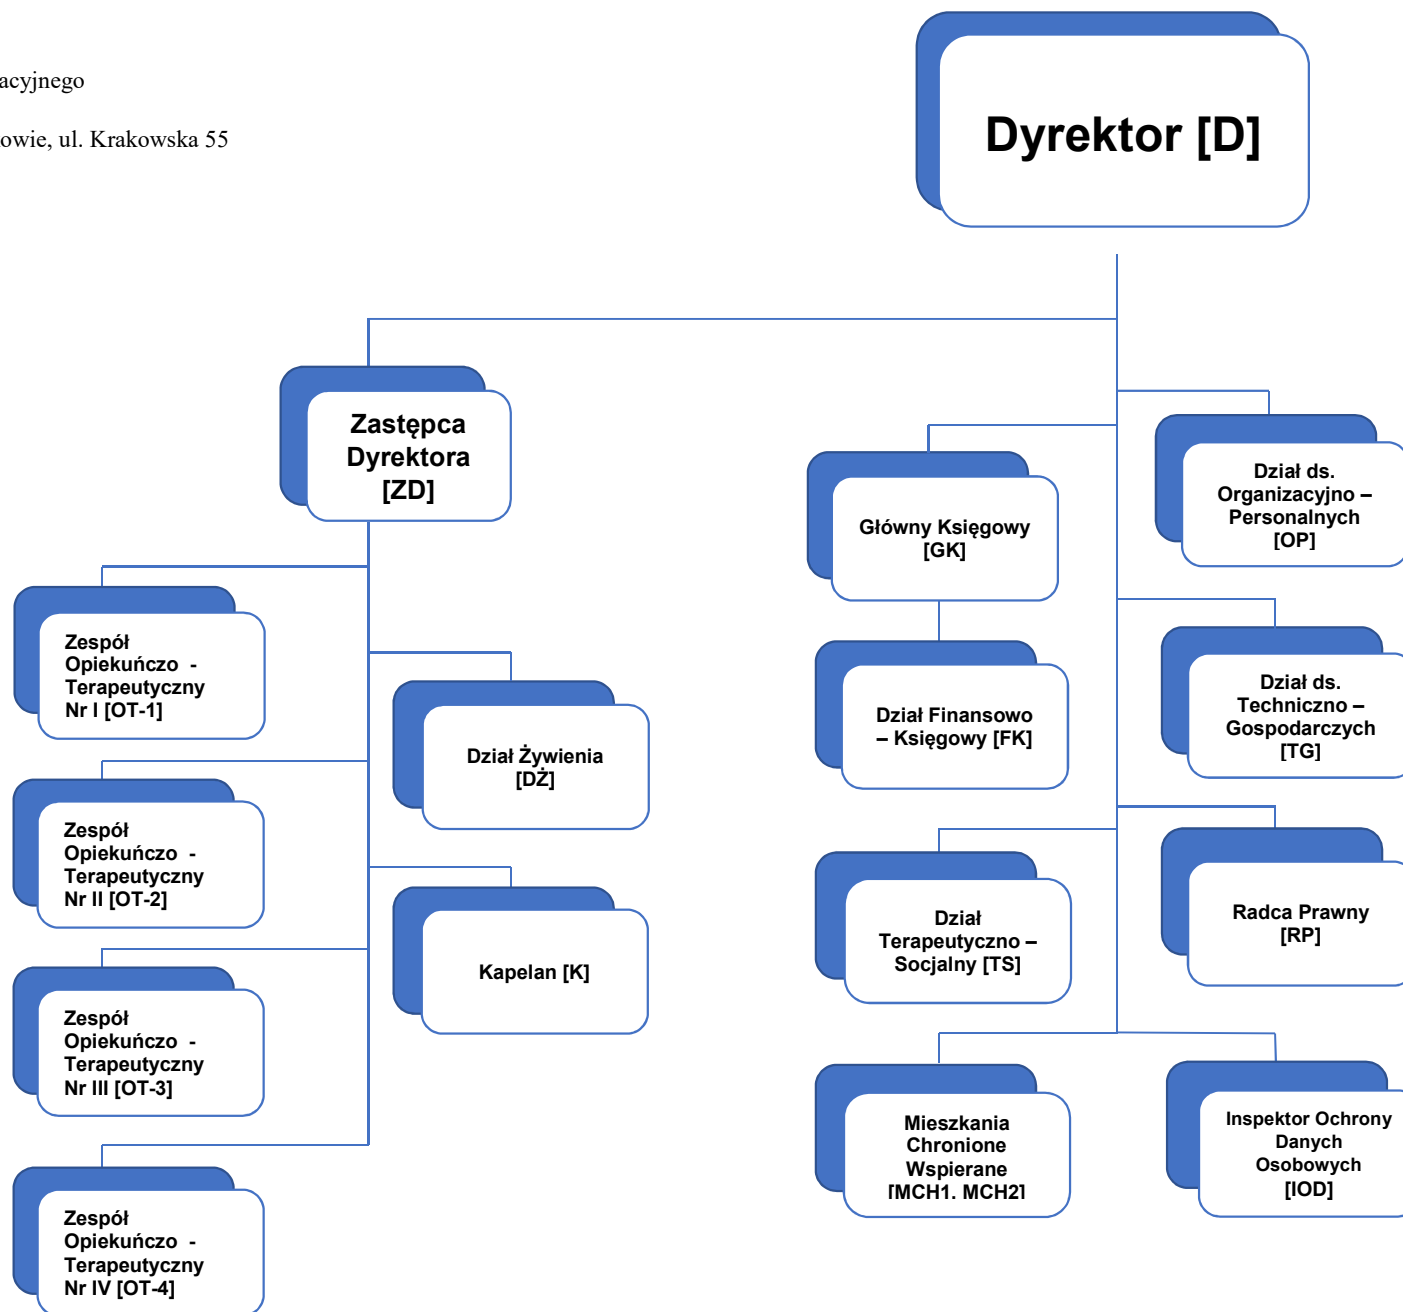 acyjnego
owie, ul. Krakowska 55
Dyrektor [D]
Zastępca
Dyrektora
[ZD]
Główny Księgowy
[GK]
Dział ds.
Organizacyjno –
Personalnych
[OP]
Zespół
Opiekuńczo -
Terapeutyczny
Nr I [OT-1]
Dział Żywienia
[DŻ]
Dział Finansowo
– Księgowy [FK]
Dział ds.
Techniczno –
Gospodarczych
[TG]
Zespół
Opiekuńczo -
Terapeutyczny
Nr II [OT-2]
Kapelan [K]
Dział
Terapeutyczno –
Socjalny [TS]
Radca Prawny
[RP]
Zespół
Opiekuńczo -
Terapeutyczny
Nr III [OT-3]
Mieszkania
Chronione
Wspierane
[MCH1, MCH2]
Inspektor Ochrony
Danych
Osobowych
[IOD]
Zespół
Opiekuńczo -
Terapeutyczny
Nr IV [OT-4]